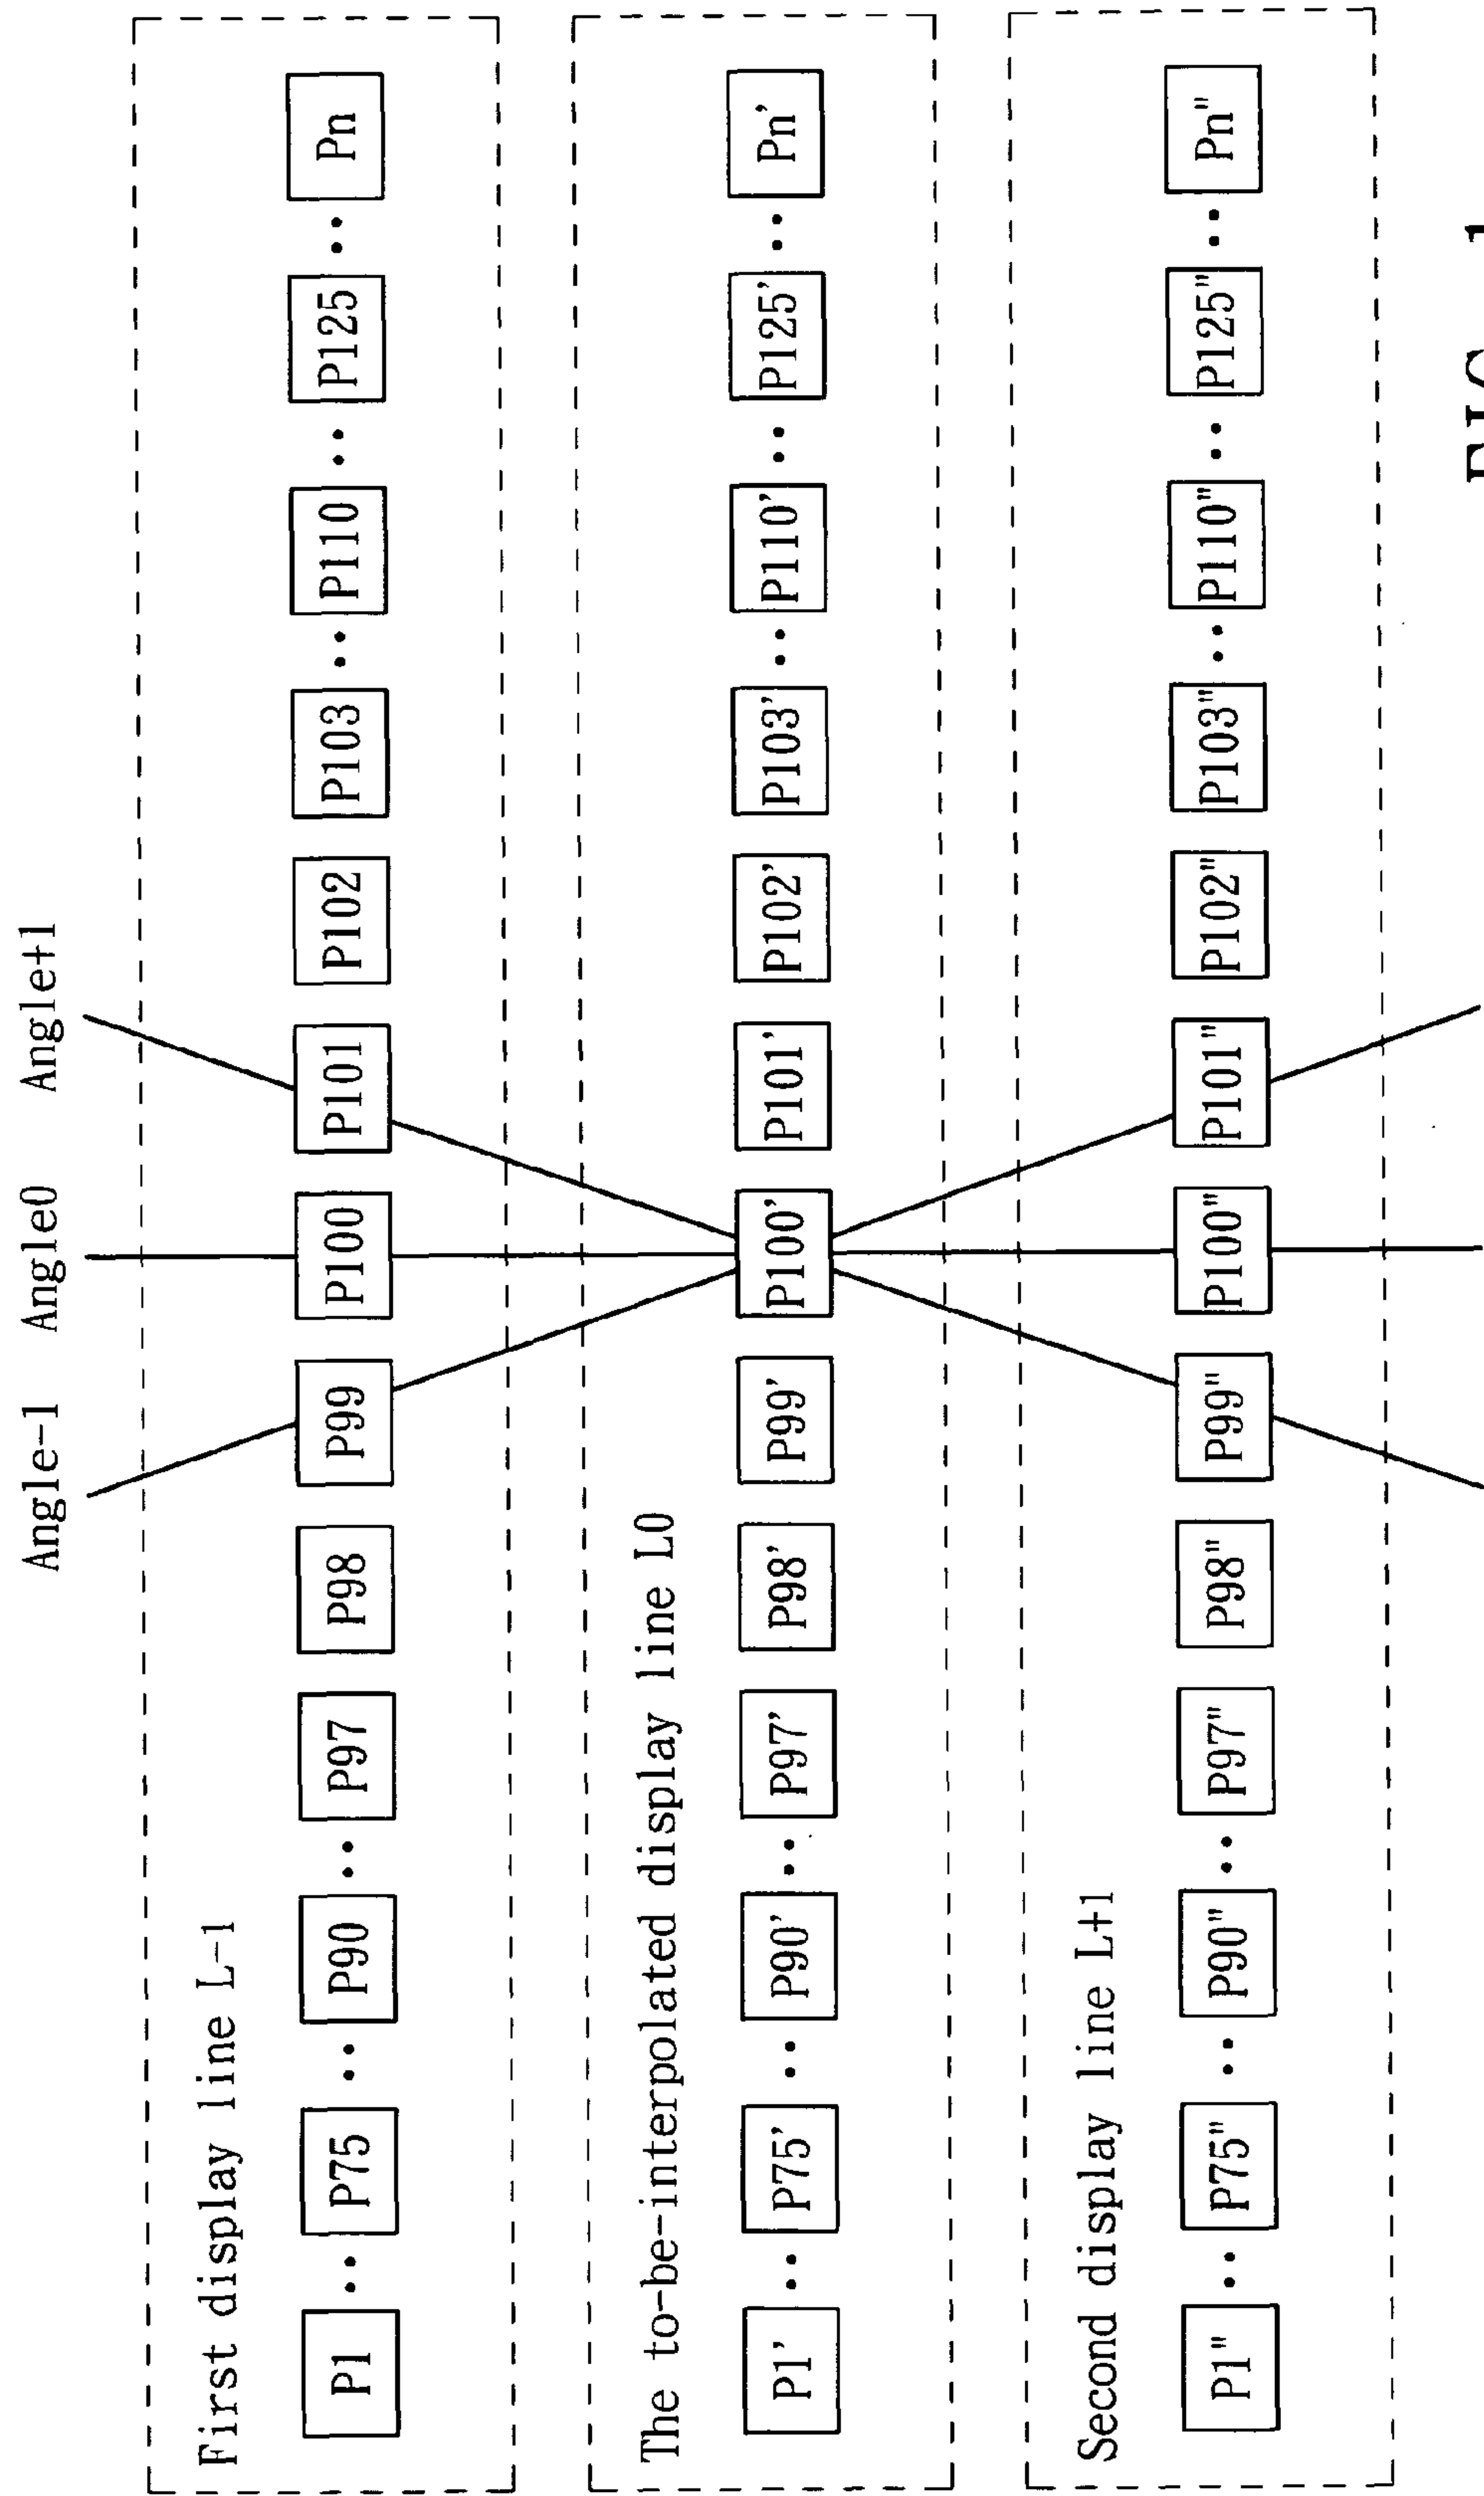 Angle-1 Angle0 Angle+1
First display line L-1
P1 P75 P90 P97 P98 P99 P100 P101 P102 P103 P110 P125 Pn
The to-be-interpolated display line L0
P1' P75' P90' P97' P98' P99' P100' P101' P102' P103' P110' P125' Pn'
Second display line L+1
P1" P75" P90" P97" P98" P99" P100" P101" P102" P103" P110" P125" Pn"